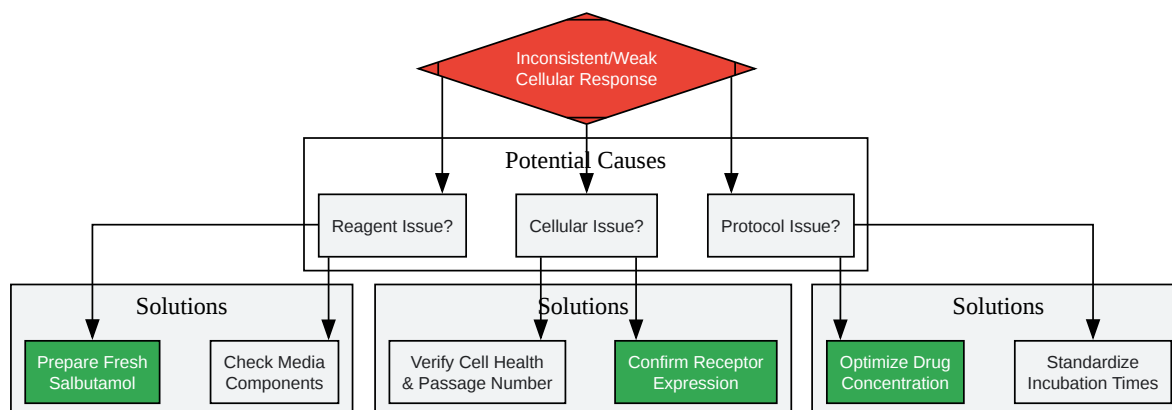 Inconsistent/Weak
Cellular Response
Potential Causes
Reagent Issue?
Cellular Issue?
Protocol Issue?
Solutions
Prepare Fresh
Salbutamol
Check Media
Components
Solutions
Verify Cell Health
& Passage Number
Confirm Receptor
Expression
Solutions
Optimize Drug
Concentration
Standardize
Incubation Times